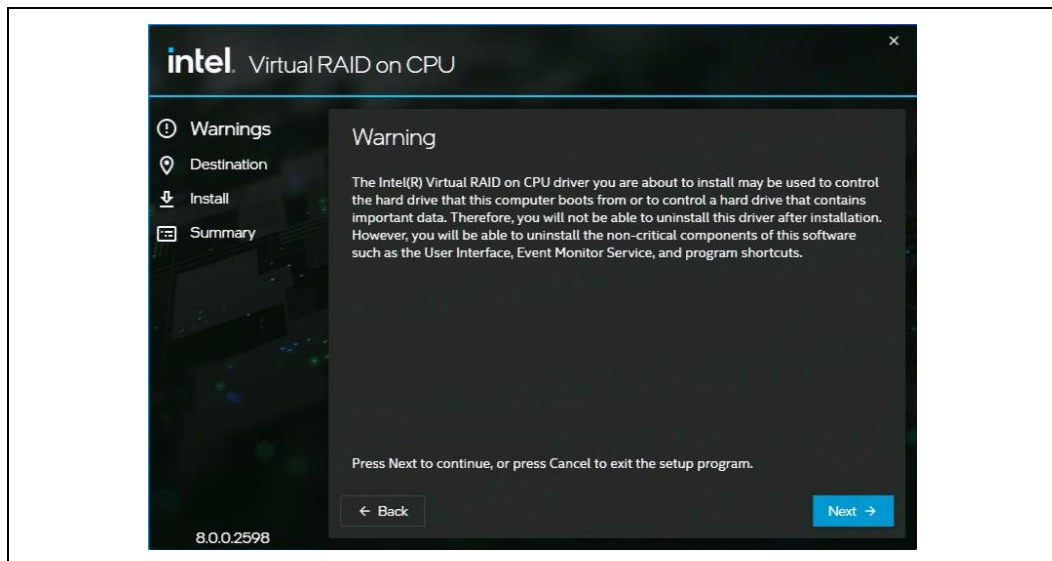 intel. Virtual RAID on CPU
Warnings
Destination
Install
Summary
Warning
The Intel(R) Virtual RAID on CPU driver you are about to install may be used to control
the hard drive that this computer boots from or to control a hard drive that contains
important data. Therefore, you will not be able to uninstall this driver after installation.
However, you will be able to uninstall the non-critical components of this software
such as the User Interface, Event Monitor Service, and program shortcuts.
Press Next to continue, or press Cancel to exit the setup program.
← Back
Next →
8.0.0.2598